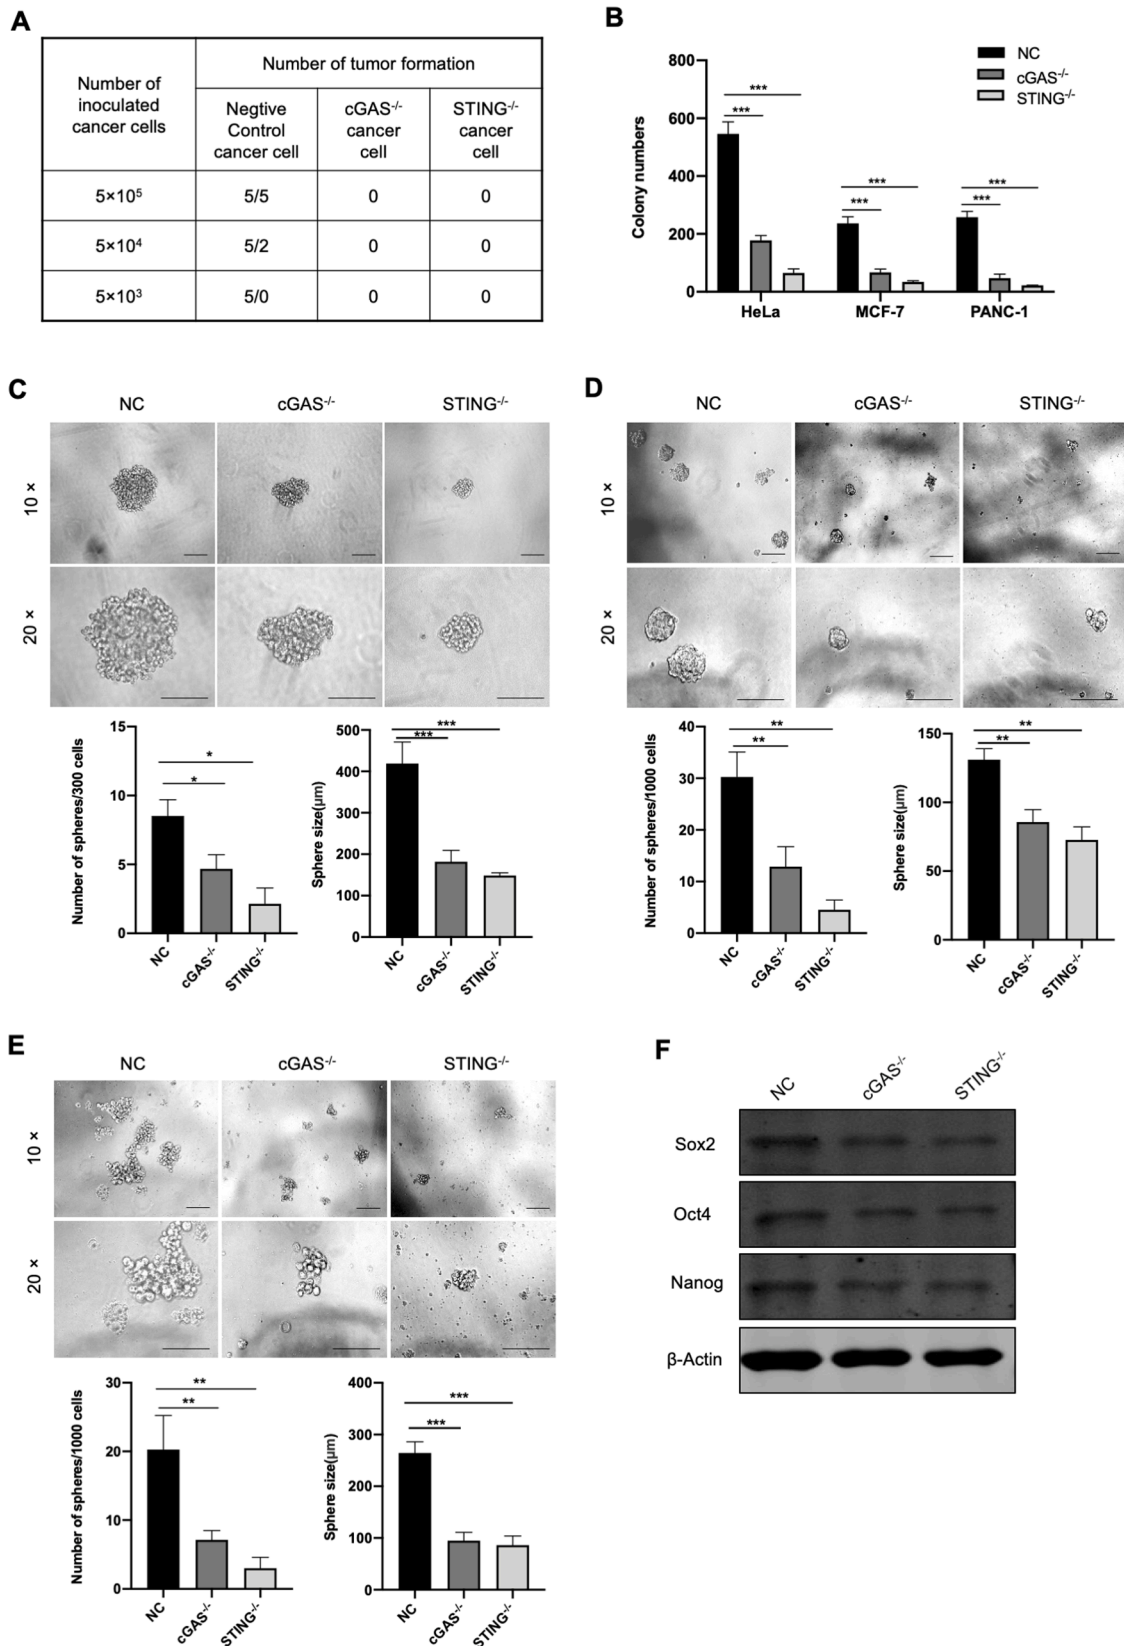 A
Number of inoculated cancer cells
Number of tumor formation
Negtive Control cancer cell
cGAS-/- cancer cell
STING-/- cancer cell
5×10⁵ 5/5 0 0
5×10⁴ 5/2 0 0
5×10³ 5/0 0 0
B
NC
cGAS-/-
STING-/-
Colony numbers
800
600
400
200
0
***
***
***
***
***
***
HeLa MCF-7 PANC-1
C
NC cGAS-/- STING-/-
10 ×
20 ×
Number of spheres/300 cells
15
10
5
0
*
*
NC cGAS-/- STING-/-
Sphere size(μm)
500
400
300
200
100
0
***
***
NC cGAS-/- STING-/-
D
NC cGAS-/- STING-/-
10 ×
20 ×
Number of spheres/1000 cells
40
30
20
10
0
**
**
NC cGAS-/- STING-/-
Sphere size(μm)
150
100
50
0
**
**
NC cGAS-/- STING-/-
E
NC cGAS-/- STING-/-
10 ×
20 ×
Number of spheres/1000 cells
30
20
10
0
**
**
NC cGAS-/- STING-/-
Sphere size(μm)
400
300
200
100
0
***
***
NC cGAS-/- STING-/-
F
NC cGAS-/- STING-/-
Sox2
Oct4
Nanog
β-Actin